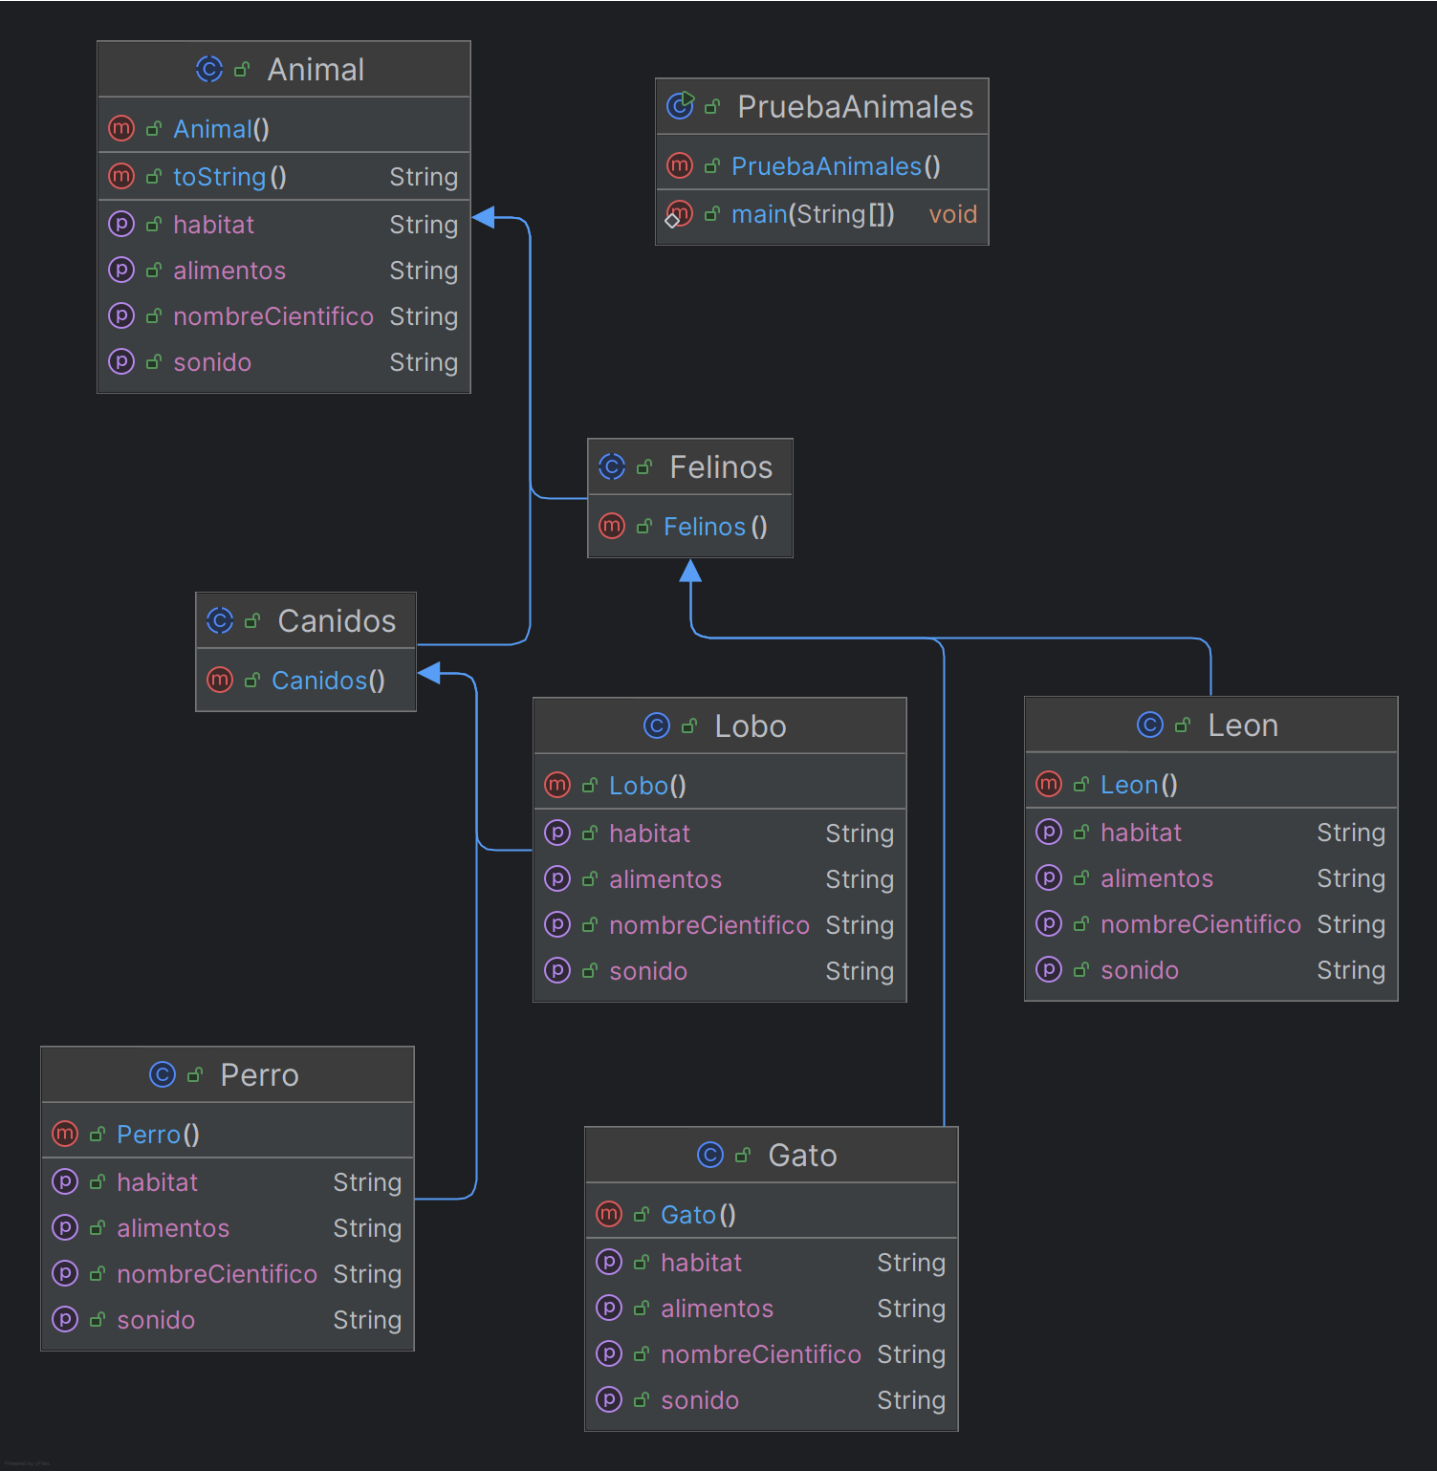 Animal
Animal()
toString() String
habitat String
alimentos String
nombreCientifico String
sonido String
PruebaAnimales
PruebaAnimales()
main(String[]) void
Felinos
Felinos()
Canidos
Canidos()
Lobo
Lobo()
habitat String
alimentos String
nombreCientifico String
sonido String
Leon
Leon()
habitat String
alimentos String
nombreCientifico String
sonido String
Perro
Perro()
habitat String
alimentos String
nombreCientifico String
sonido String
Gato
Gato()
habitat String
alimentos String
nombreCientifico String
sonido String